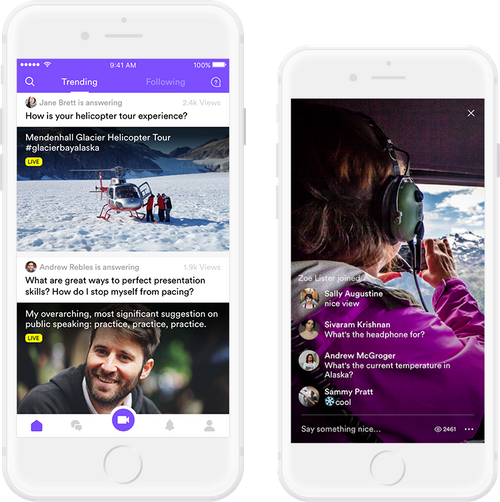 9:41 AM
100%
Trending
Following
Jane Brett is answering
2.4k Views
How is your helicopter tour experience?
Mendenhall Glacier Helicopter Tour
#glacierbayalaska
LIVE
Andrew Rebles is answering
1.9k Views
What are great ways to perfect presentation
skills? How do I stop myself from pacing?
My overarching, most significant suggestion on
public speaking: practice, practice, practice.
LIVE
Zoe Lister joined
Sally Augustine
nice view
Sivaram Krishnan
What's the headphone for?
Andrew McGroger
What's the current temperature in
Alaska?
Sammy Pratt
❄cool
Say something nice...
2461